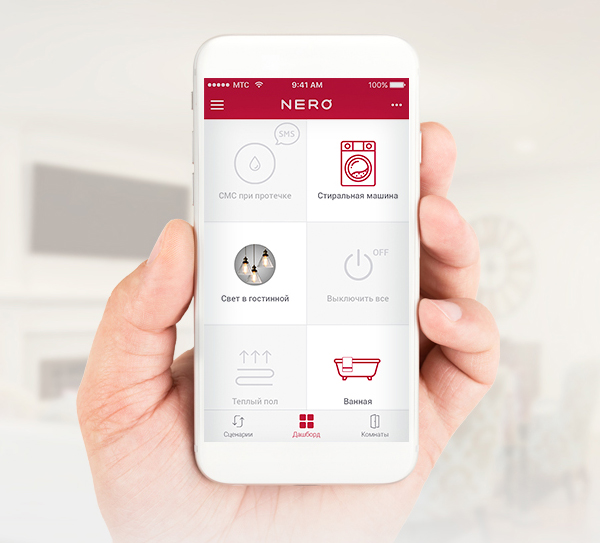 МТС 9:41 AM 100%
NERO
SMS
СМС при протечке
Стиральная машина
Свет в гостинной
OFF
Выключить все
Теплый пол
Ванная
Сценарии Дашборд Комнаты